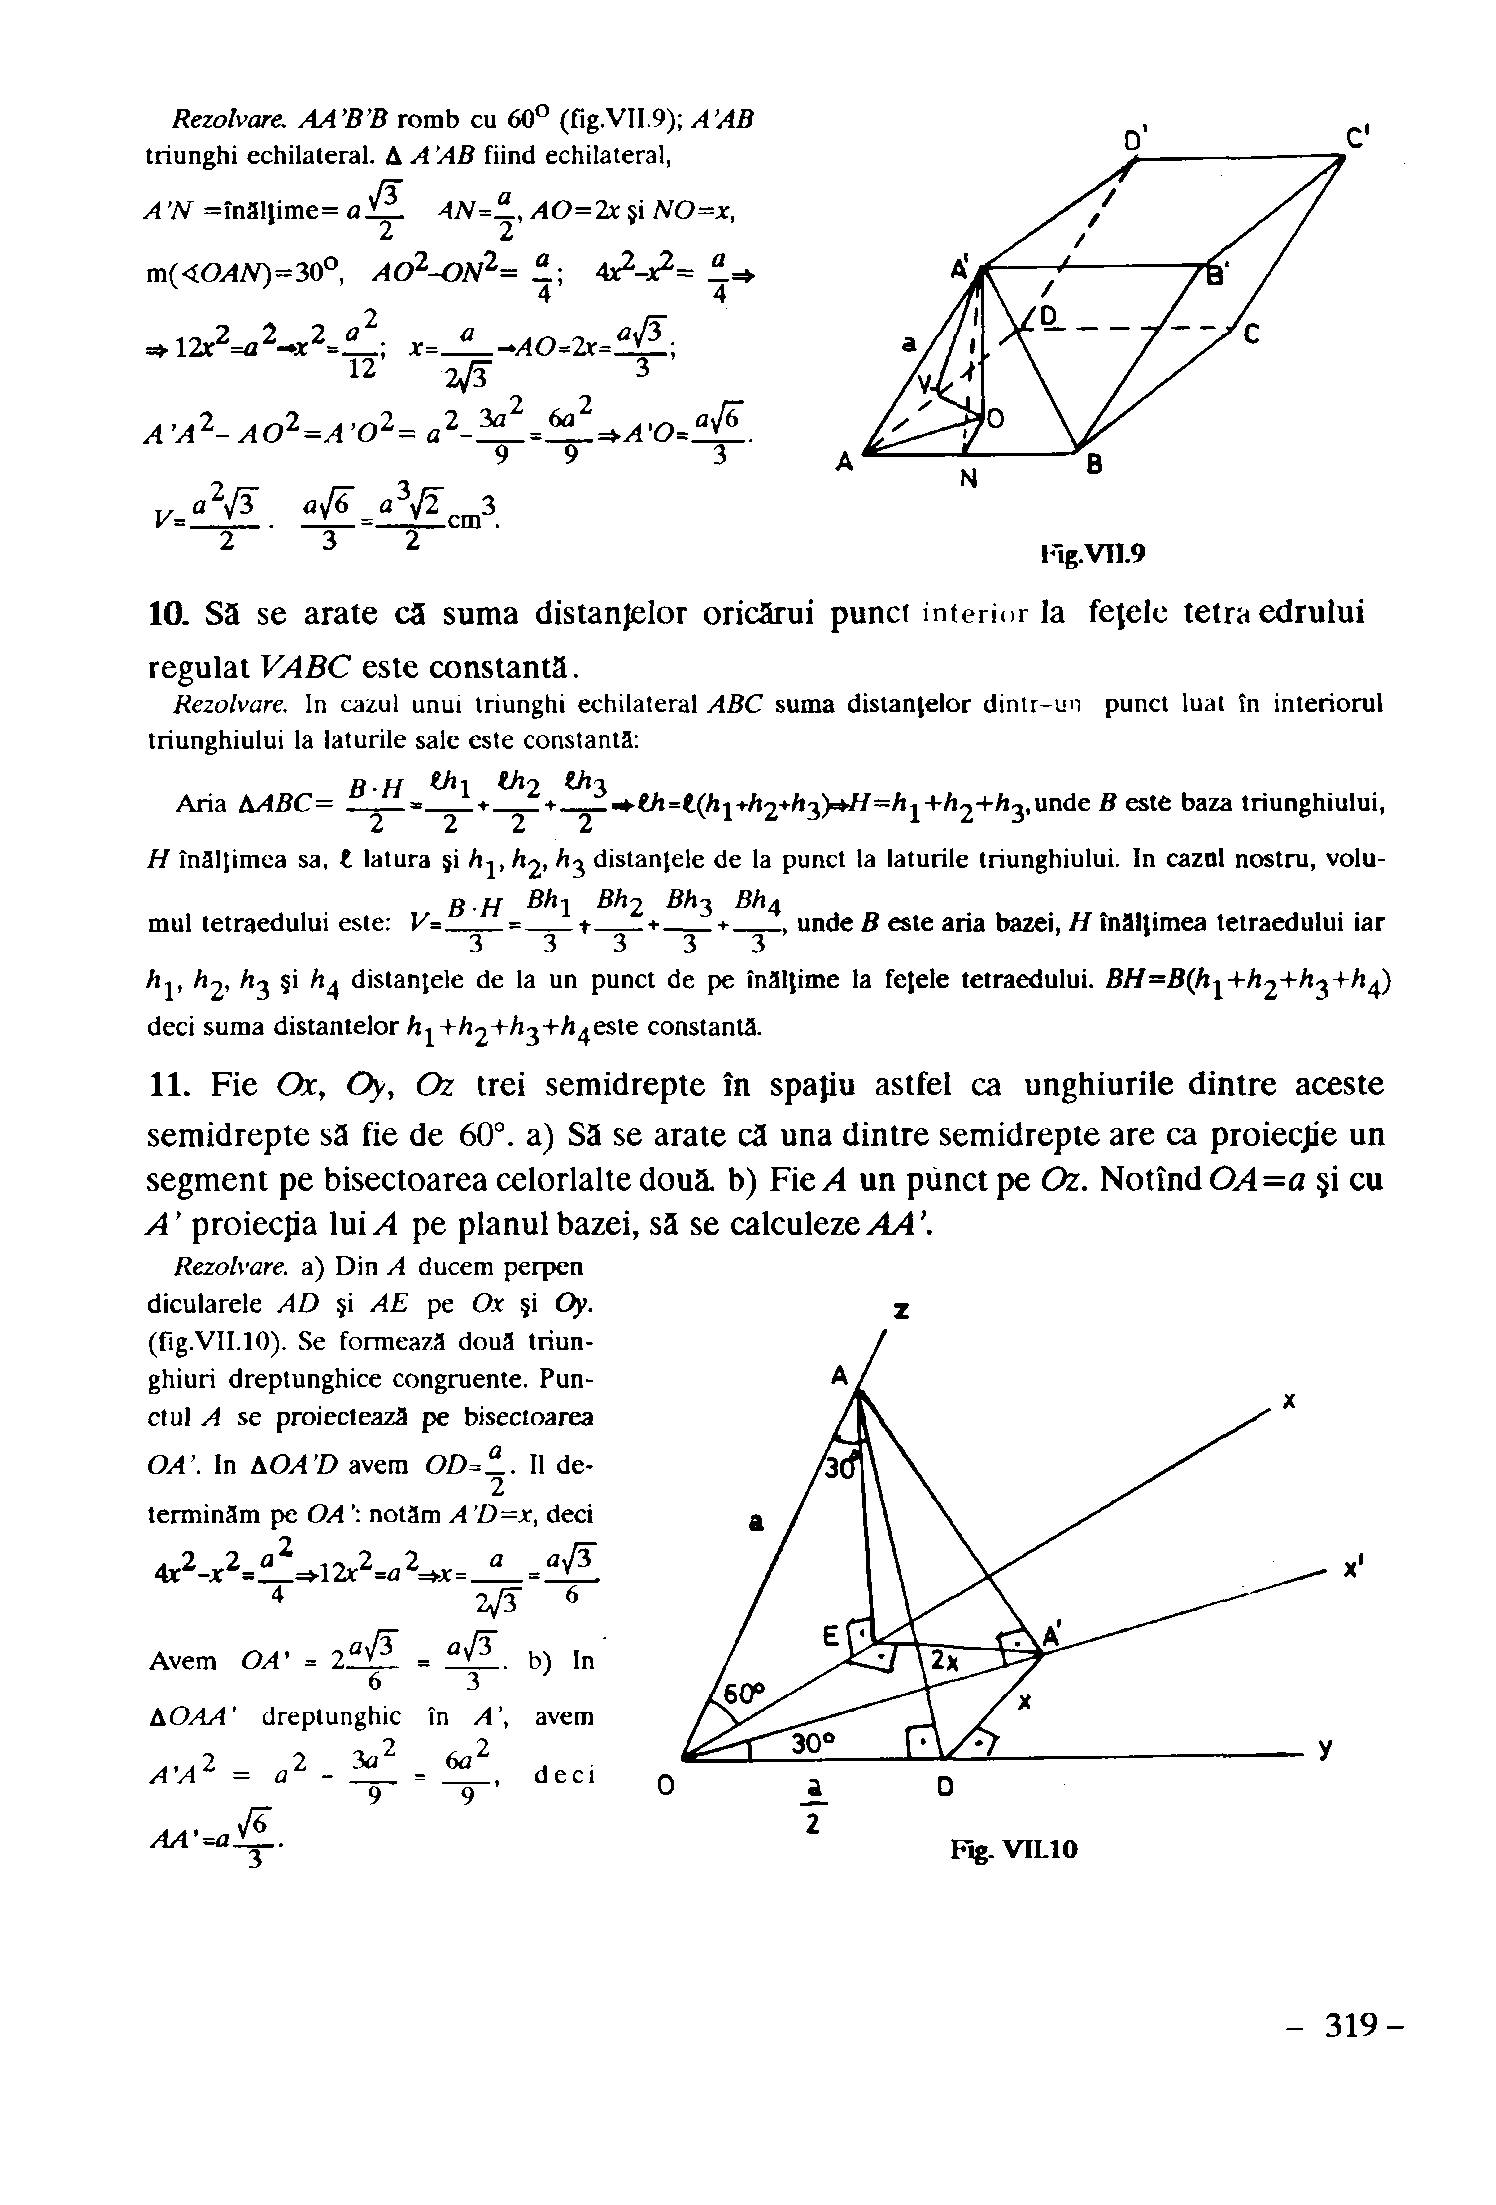 Rezolvare. AA'B'B romb cu 60° (fig.VII.9); A'AB
triunghi echilateral. Δ A'AB fiind echilateral,
A'N =înălţime= a√3/2 AN=a/2, AO=2x şi NO=x,
m(∢OAN)=30°, AO²-ON²= a/4; 4x²-x²= a/4⇒
⇒12x²=a²→x²=a²/12; x=a/2√3→AO=2x=a√3/3;
A'A²- AO²=A'O²= a²-3a²/9=6a²/9⇒A'O=a√6/3.
V=a²√3/2 . a√6/3=a³√2/2 cm³.
D' C'
A' B'
D C
a
V
O
A N B
Fig.VII.9
10. Să se arate că suma distanţelor oricărui punct interior la feţele tetra edrului
regulat VABC este constantă.
Rezolvare. In cazul unui triunghi echilateral ABC suma distanţelor dintr-un punct luat în interiorul
triunghiului la laturile sale este constantă:
Aria ΔABC= B·H/2=ℓh₁/2+ℓh₂/2+ℓh₃/2⇒ℓh=ℓ(h₁+h₂+h₃)⇒H=h₁+h₂+h₃, unde B este baza triunghiului,
H înălţimea sa, ℓ latura şi h₁, h₂, h₃ distanţele de la punct la laturile triunghiului. In cazul nostru, volu-
mul tetraedului este: V=B·H/3=Bh₁/3+Bh₂/3+Bh₃/3+Bh₄/3, unde B este aria bazei, H înălţimea tetraedului iar
h₁, h₂, h₃ şi h₄ distanţele de la un punct de pe înălţime la feţele tetraedului. BH=B(h₁+h₂+h₃+h₄)
deci suma distantelor h₁+h₂+h₃+h₄ este constantă.
11. Fie Ox, Oy, Oz trei semidrepte în spaţiu astfel ca unghiurile dintre aceste
semidrepte să fie de 60°. a) Să se arate că una dintre semidrepte are ca proiecţie un
segment pe bisectoarea celorlalte două. b) Fie A un punct pe Oz. Notînd OA=a şi cu
A' proiecţia lui A pe planul bazei, să se calculeze AA'.
Rezolvare. a) Din A ducem perpen
dicularele AD şi AE pe Ox şi Oy.
(fig.VII.10). Se formează două triun-
ghiuri dreptunghice congruente. Pun-
ctul A se proiectează pe bisectoarea
OA'. In ΔOA'D avem OD=a/2. Il de-
terminăm pe OA': notăm A'D=x, deci
4x²-x²=a²/4⇒12x²=a²⇒x=a/2√3=a√3/6.
Avem OA' = 2a√3/6 = a√3/3. b) In
ΔOAA' dreptunghic în A', avem
A'A² = a² - 3a²/9 = 6a²/9, deci
AA'=a√6/3.
z
A
x
30°
a
x'
E A'
2x
60° x
30° y
O a/2 D
Fig. VII.10
- 319 -